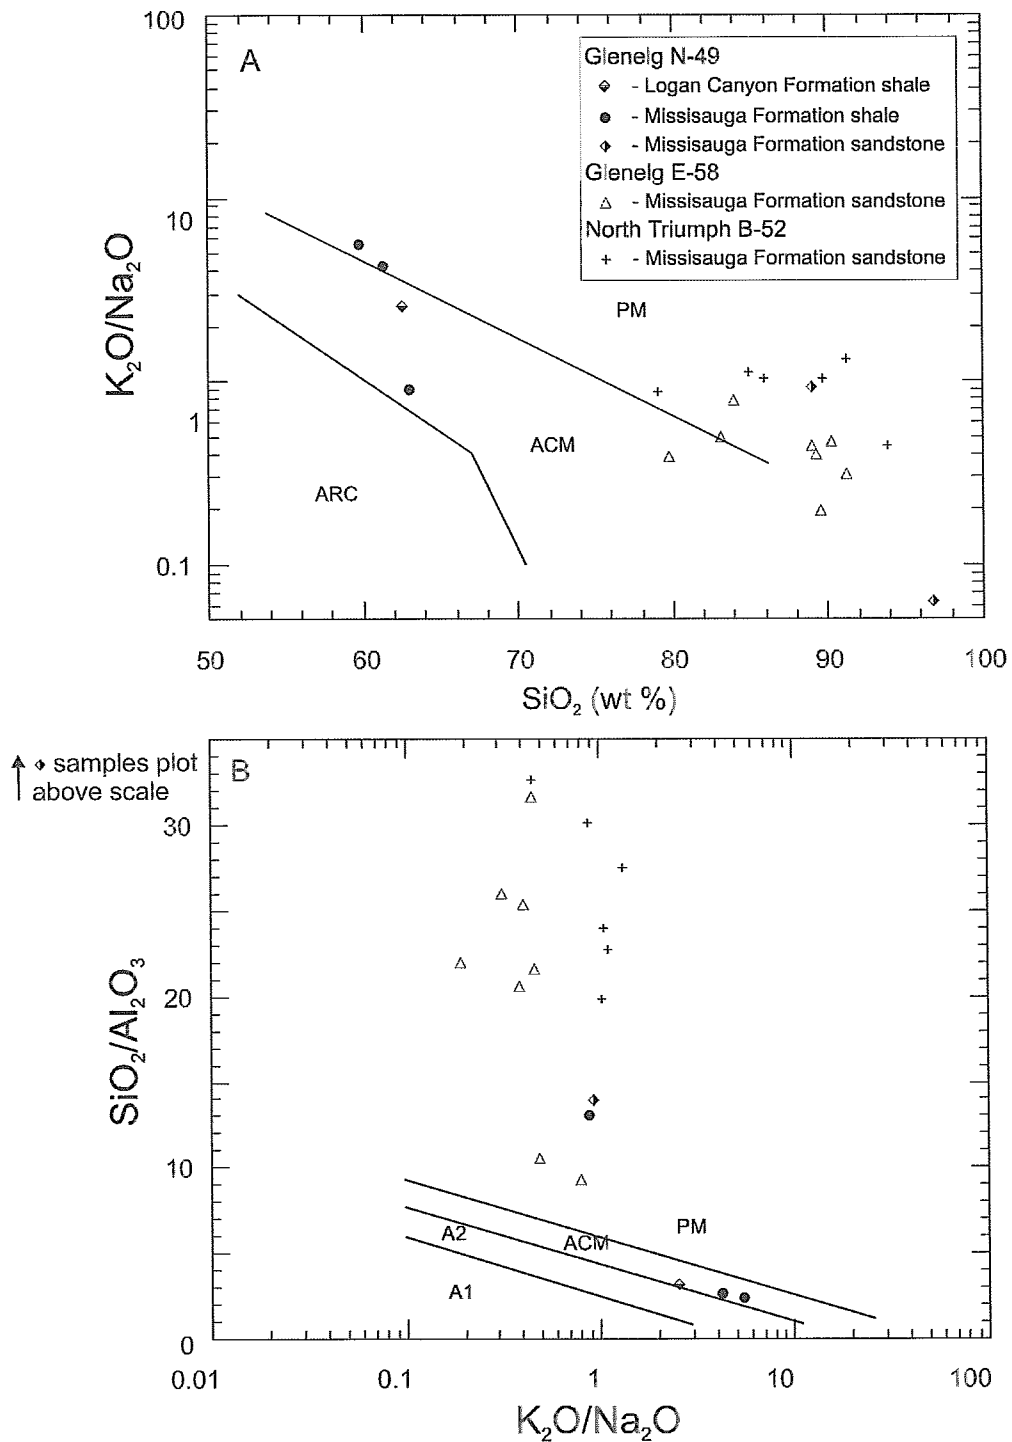 100
A
Glenelg N-49
- Logan Canyon Formation shale
- Missisauga Formation shale
- Missisauga Formation sandstone
Glenelg E-58
- Missisauga Formation sandstone
North Triumph B-52
- Missisauga Formation sandstone
10
K₂O/Na₂O
PM
1
ACM
ARC
0.1
50 60 70 80 90 100
SiO₂ (wt %)
samples plot
above scale
B
30
SiO₂/Al₂O₃
20
10
PM
A2
ACM
A1
0
0.01 0.1 1 10 100
K₂O/Na₂O